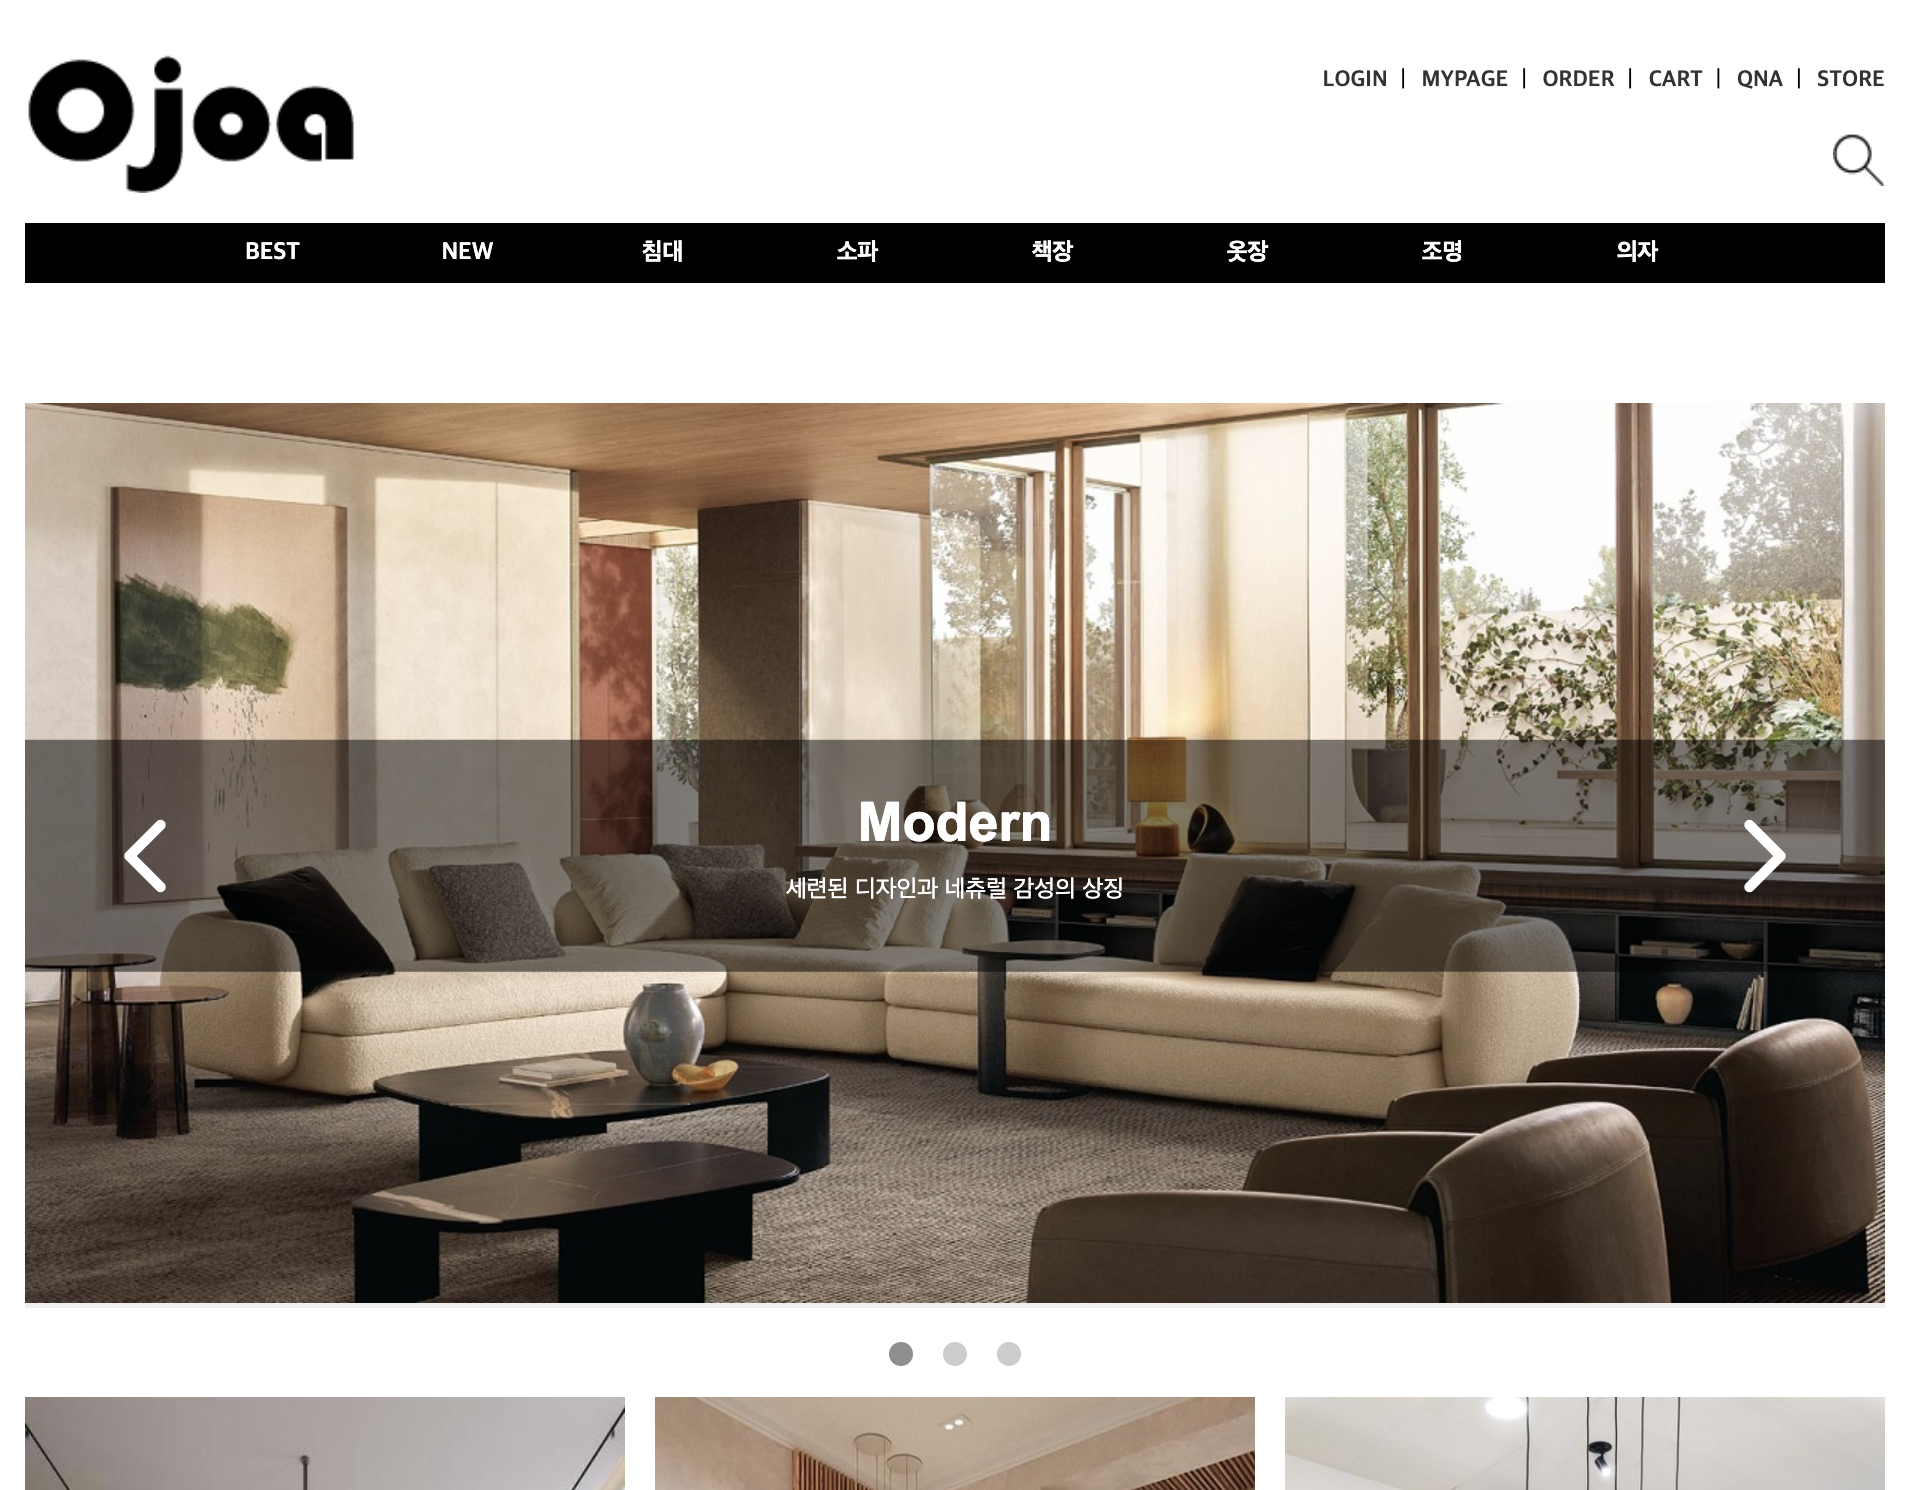 Ojoa
LOGIN | MYPAGE | ORDER | CART | QNA | STORE
BEST NEW 침대 소파 책장 옷장 조명 의자
Modern
세련된 디자인과 네츄럴 감성의 상징